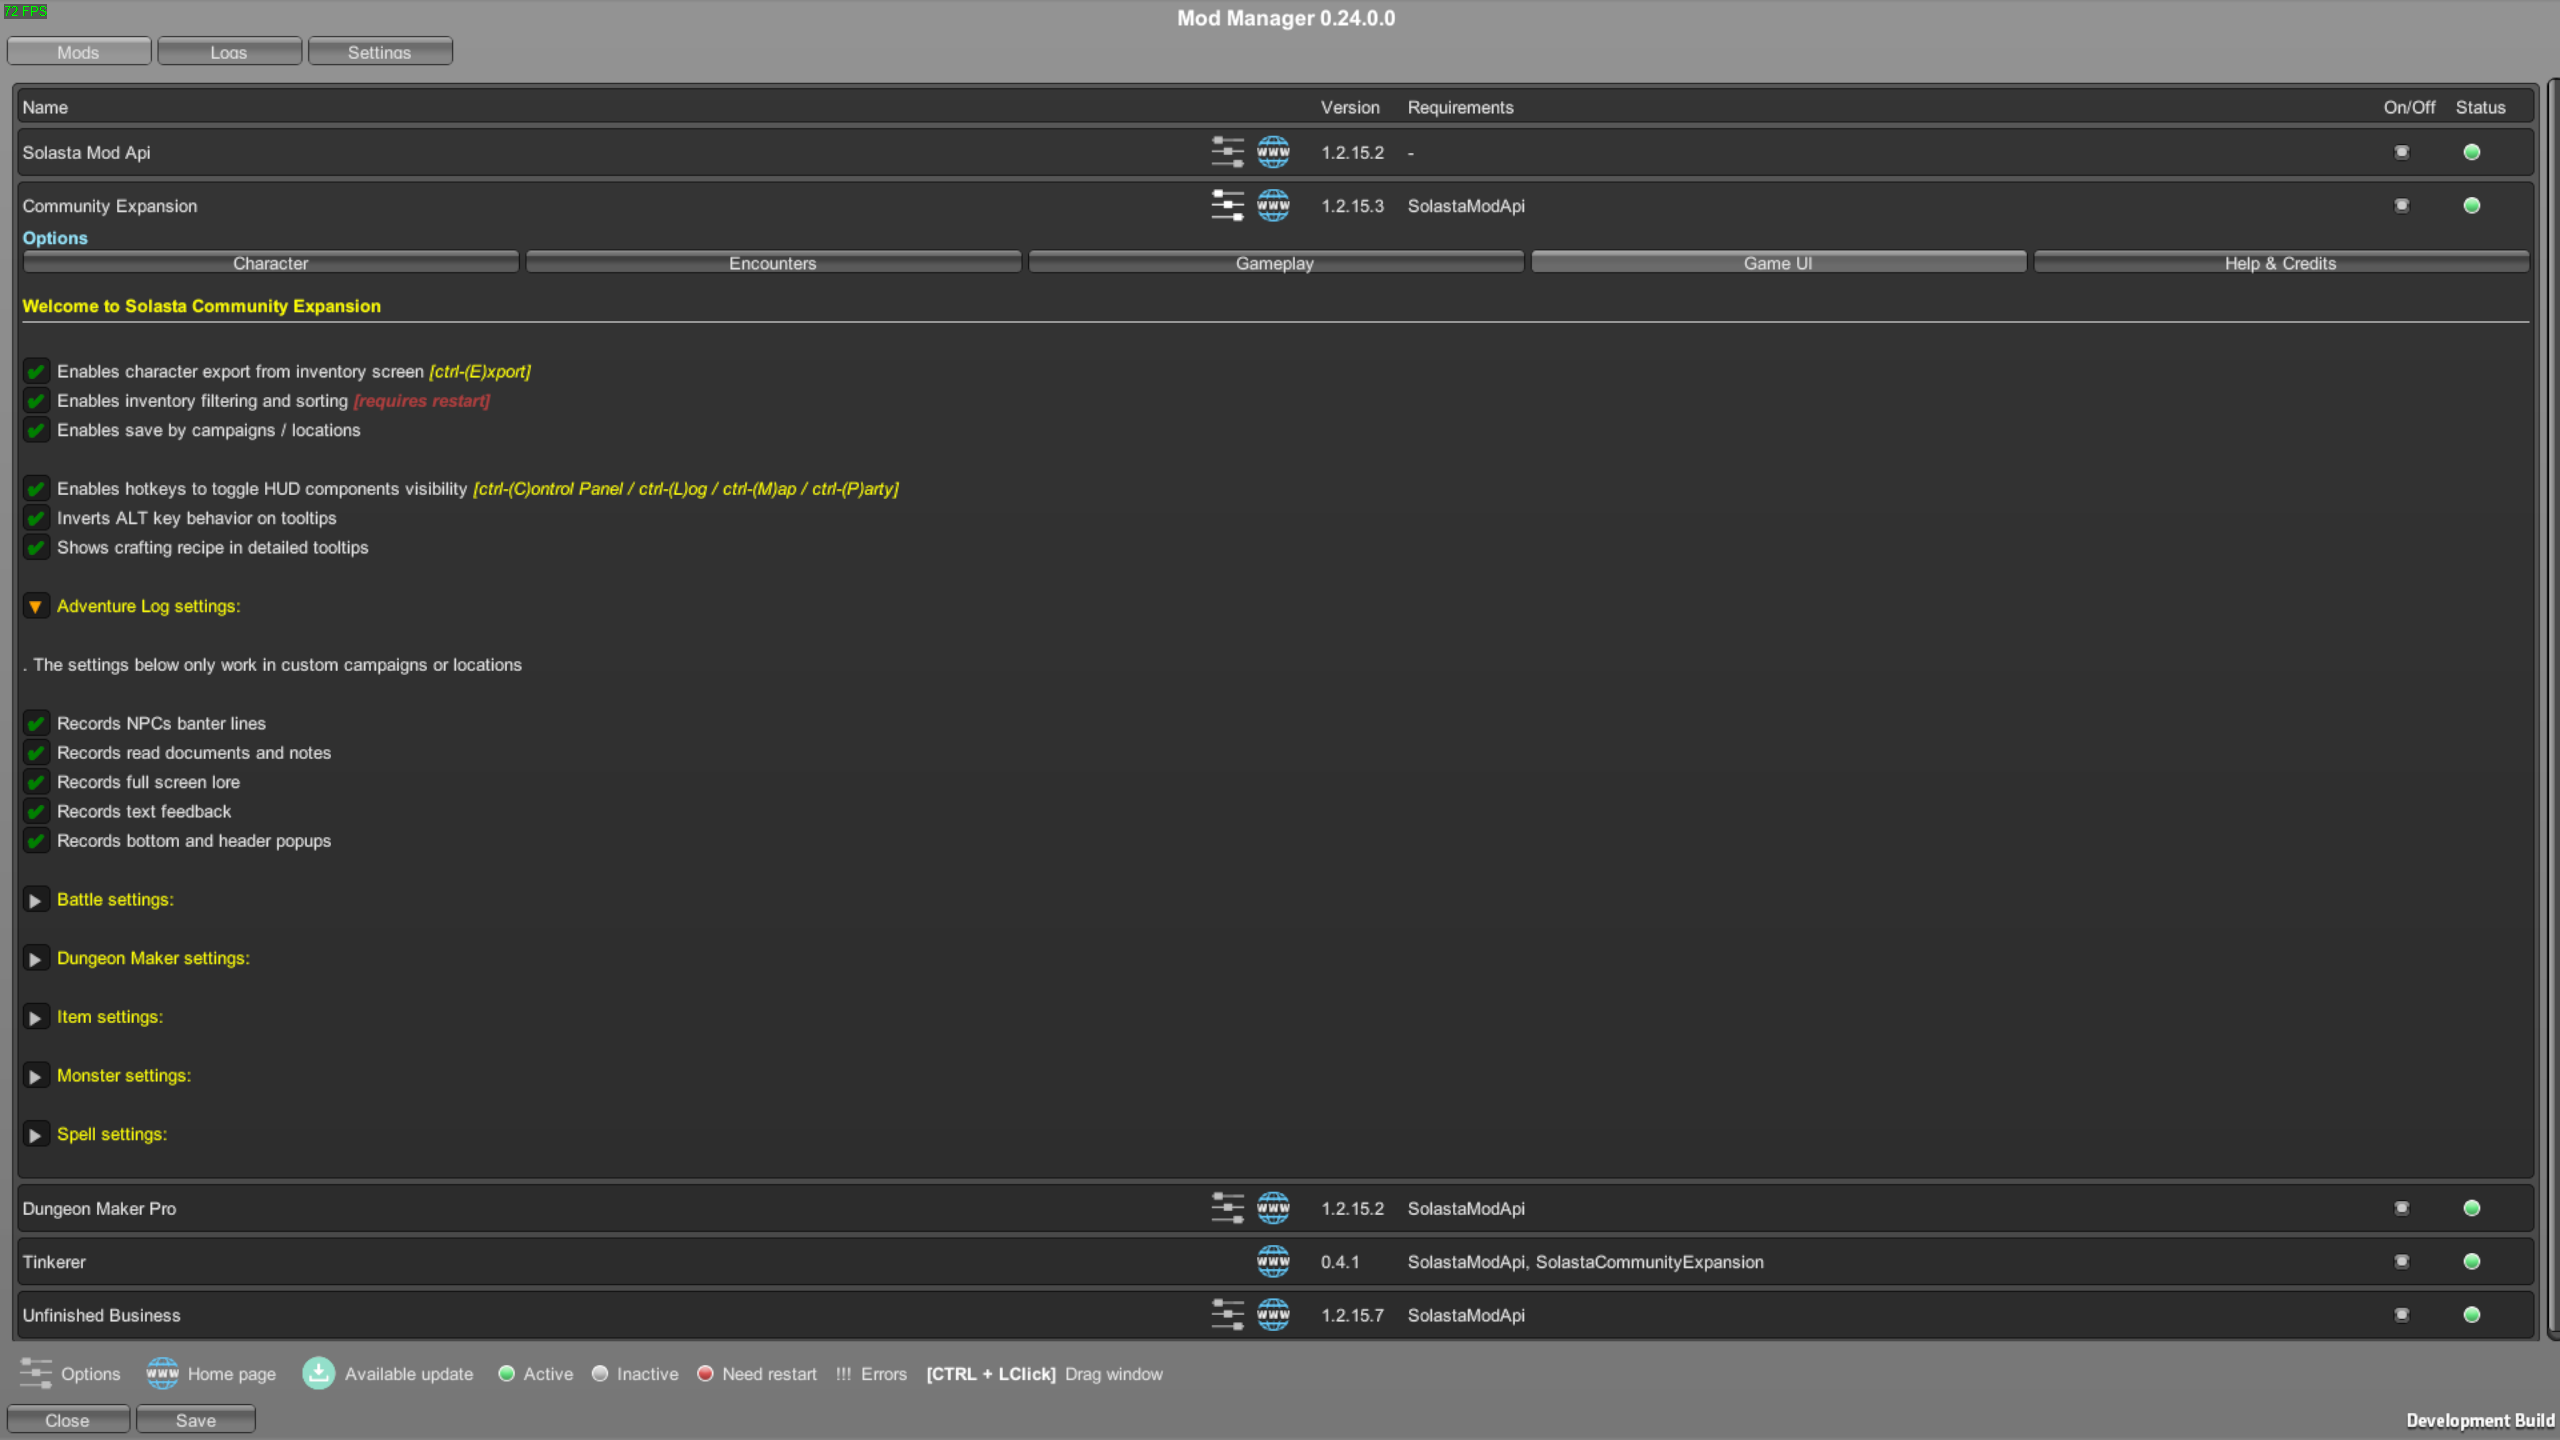 72 FPS
Mod Manager 0.24.0.0
Mods Logs Settings
Name Version Requirements On/Off Status
Solasta Mod Api www 1.2.15.2 -
Community Expansion www 1.2.15.3 SolastaModApi
Options
Character Encounters Gameplay Game UI Help & Credits
Welcome to Solasta Community Expansion
Enables character export from inventory screen [ctrl-(E)xport]
Enables inventory filtering and sorting [requires restart]
Enables save by campaigns / locations
Enables hotkeys to toggle HUD components visibility [ctrl-(C)ontrol Panel / ctrl-(L)og / ctrl-(M)ap / ctrl-(P)arty]
Inverts ALT key behavior on tooltips
Shows crafting recipe in detailed tooltips
Adventure Log settings:
. The settings below only work in custom campaigns or locations
Records NPCs banter lines
Records read documents and notes
Records full screen lore
Records text feedback
Records bottom and header popups
Battle settings:
Dungeon Maker settings:
Item settings:
Monster settings:
Spell settings:
Dungeon Maker Pro www 1.2.15.2 SolastaModApi
Tinkerer www 0.4.1 SolastaModApi, SolastaCommunityExpansion
Unfinished Business www 1.2.15.7 SolastaModApi
Options www Home page Available update Active Inactive Need restart !!! Errors [CTRL + LClick] Drag window
Close Save
Development Build